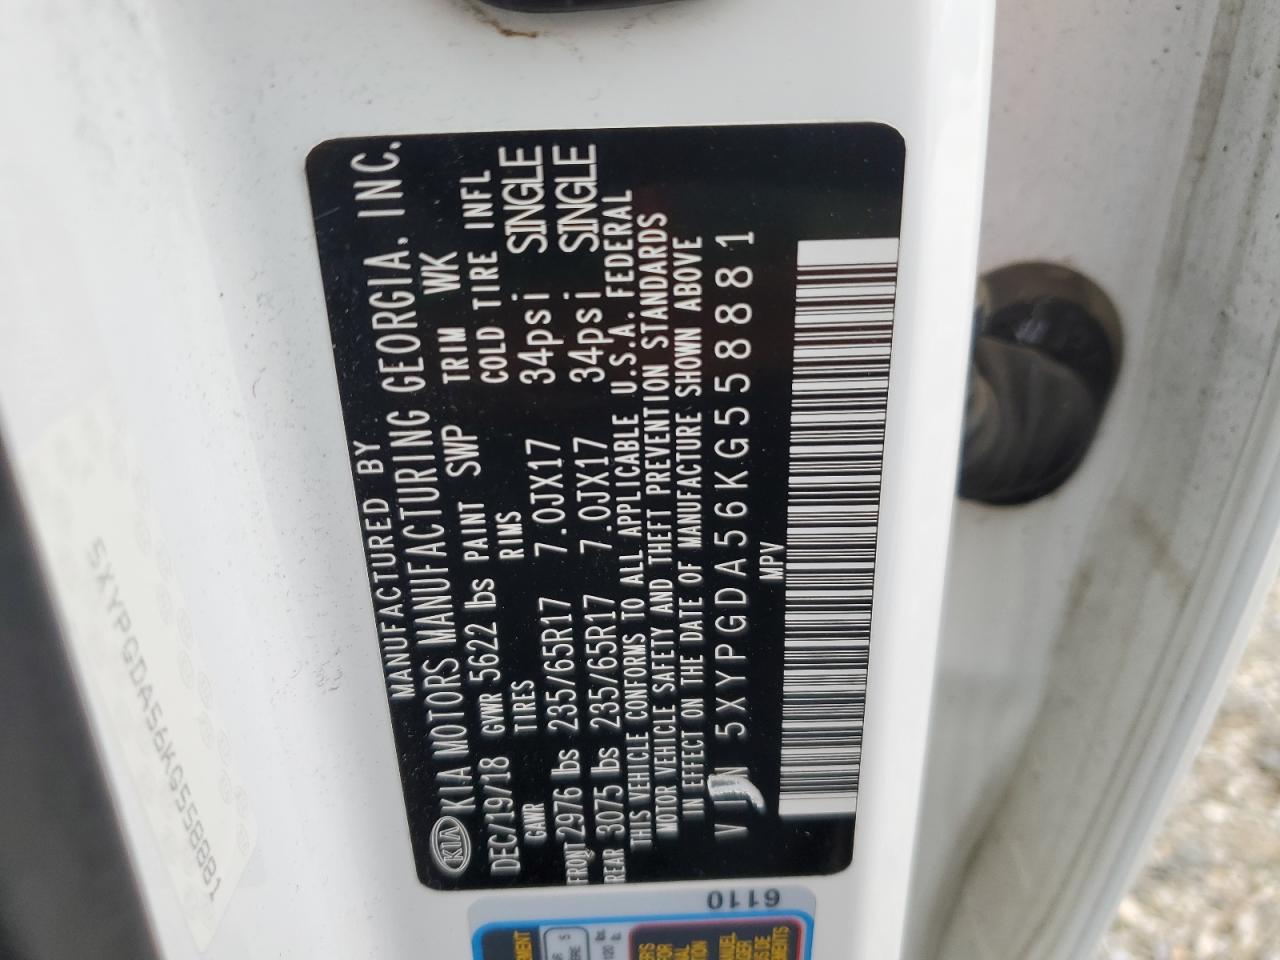 MANUFACTURED BY
KIA KIA MOTORS MANUFACTURING GEORGIA, INC.
DEC/19/18 GVWR 5622 lbs PAINT SWP TRIM WK
GAWR TIRES RIMS COLD TIRE INFL
FRONT 2976 lbs 235/65R17 7.0JX17 34psi SINGLE
REAR 3075 lbs 235/65R17 7.0JX17 34psi SINGLE
THIS VEHICLE CONFORMS TO ALL APPLICABLE U.S.A. FEDERAL
MOTOR VEHICLE SAFETY AND THEFT PREVENTION STANDARDS
IN EFFECT ON THE DATE OF MANUFACTURE SHOWN ABOVE
VIN 5XYPGDA56KG558881
MPV
5XYPGDA56KG558881
6110